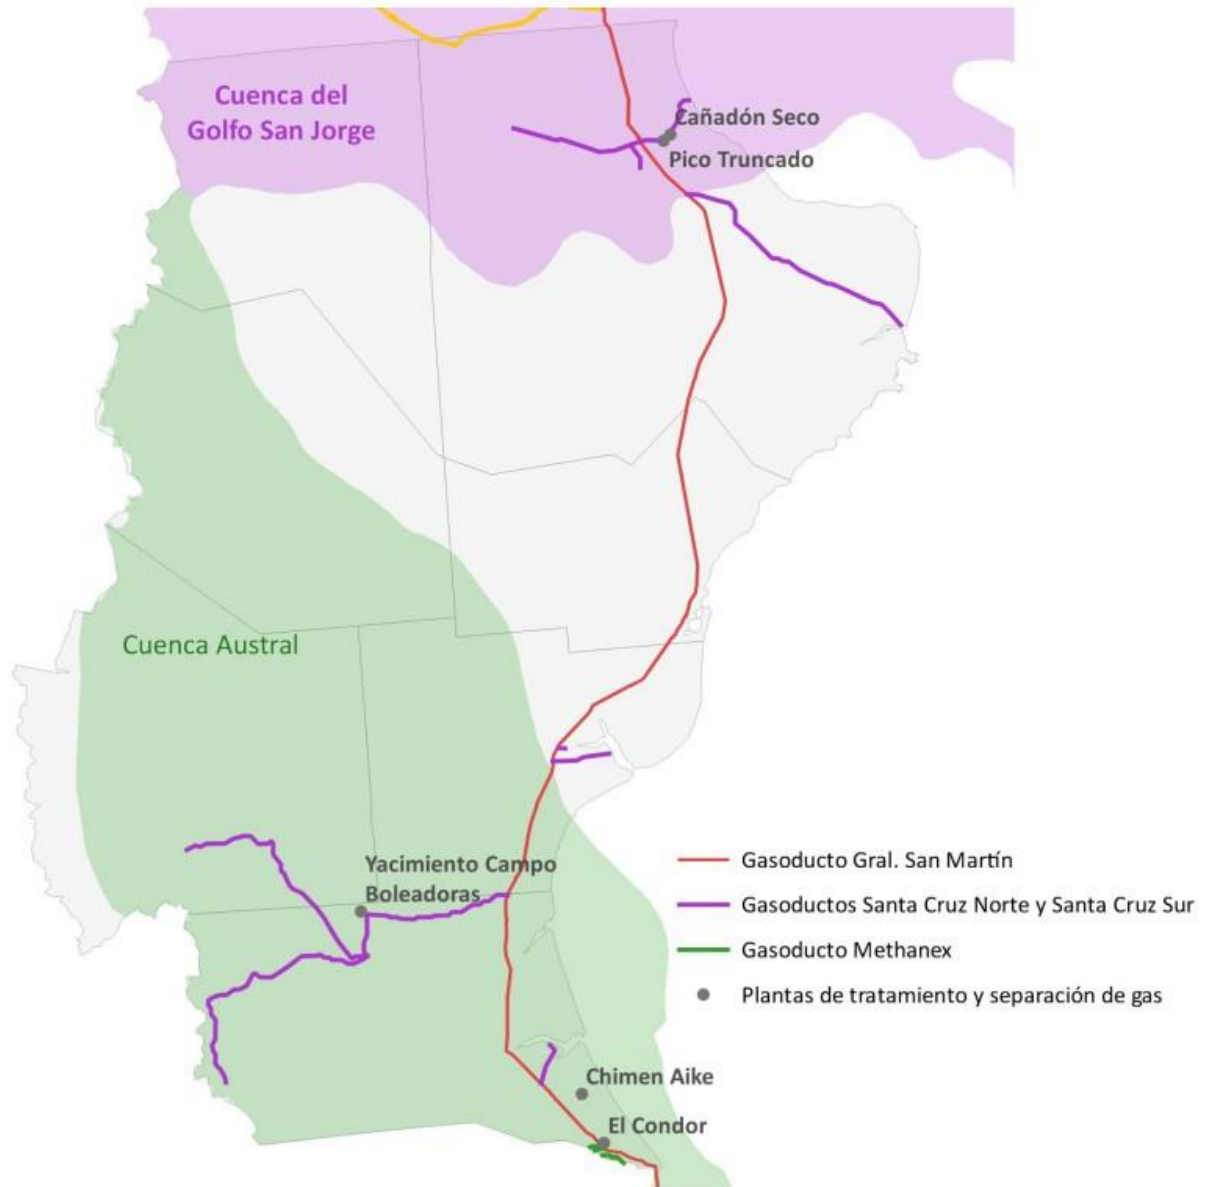 Cuenca del
Golfo San Jorge
Cañadón Seco
Pico Truncado
Cuenca Austral
Yacimiento Campo
Boleadoras
Gasoducto Gral. San Martín
Gasoductos Santa Cruz Norte y Santa Cruz Sur
Gasoducto Methanex
Plantas de tratamiento y separación de gas
Chimen Aike
El Condor